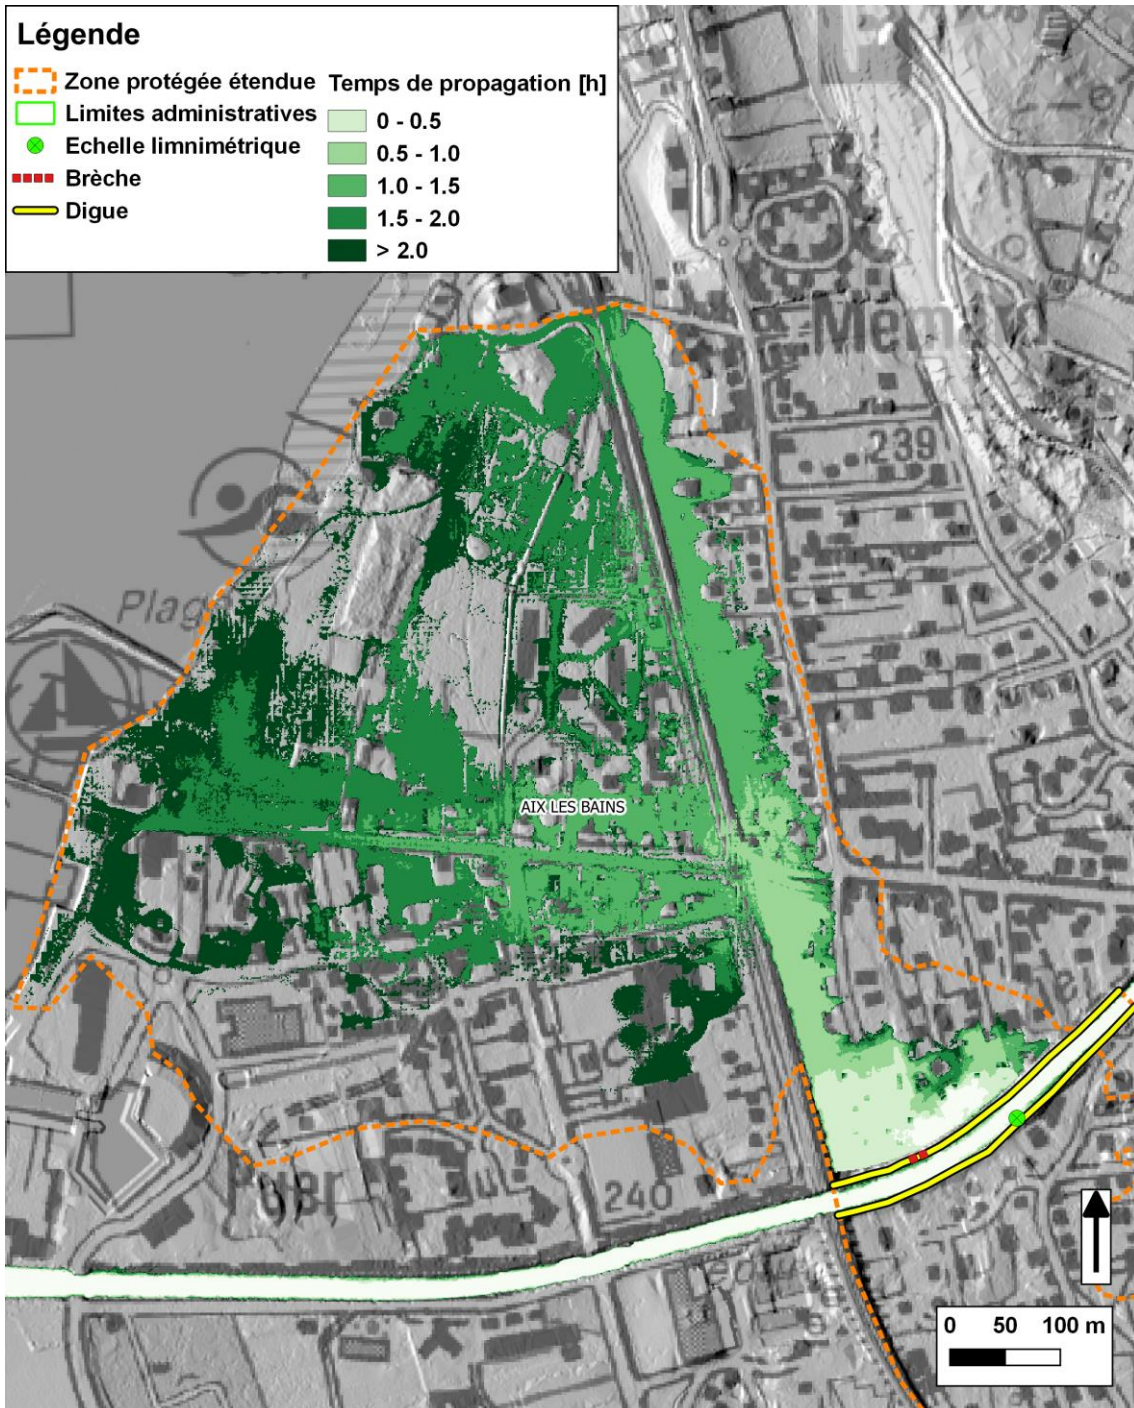 Légende
Zone protégée étendue
Limites administratives
Echelle limnimétrique
Brèche
Digue
Temps de propagation [h]
0 - 0.5
0.5 - 1.0
1.0 - 1.5
1.5 - 2.0
> 2.0
239
Plag
AIX LES BAINS
240
0 50 100 m